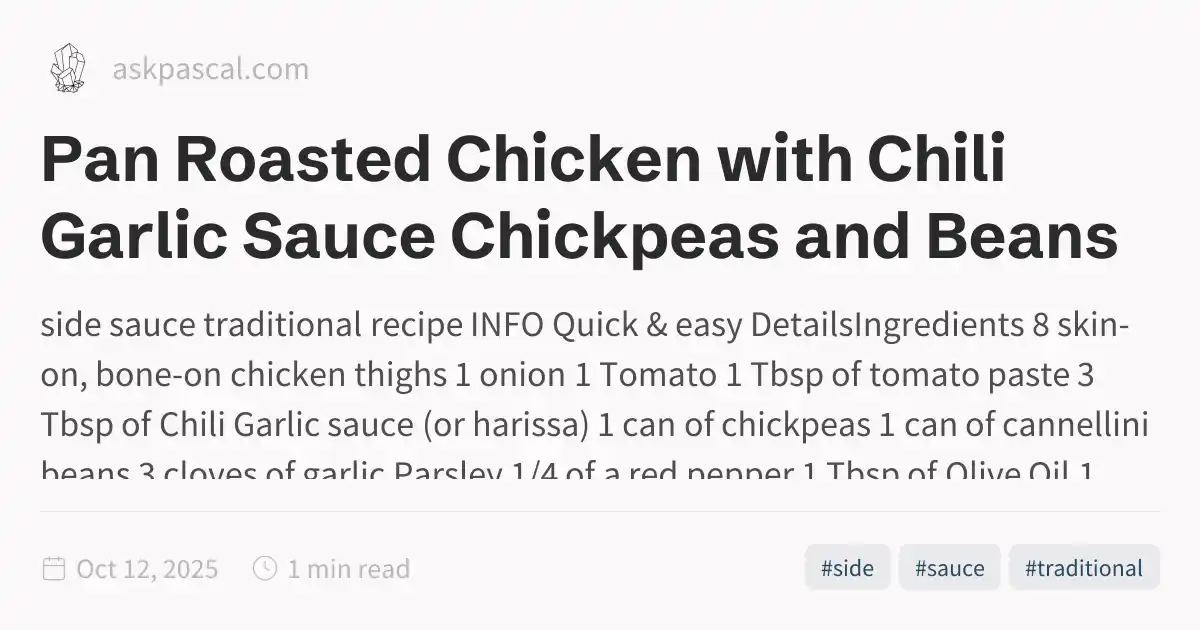 askpascal.com
Pan Roasted Chicken with Chili
Garlic Sauce Chickpeas and Beans
side sauce traditional recipe INFO Quick & easy DetailsIngredients 8 skin-
on, bone-on chicken thighs 1 onion 1 Tomato 1 Tbsp of tomato paste 3
Tbsp of Chili Garlic sauce (or harissa) 1 can of chickpeas 1 can of cannellini
beans 3 cloves of garlic Parsley 1/4 of a red pepper 1 Tbsp of Olive Oil 1
Oct 12, 2025 1 min read #side #sauce #traditional